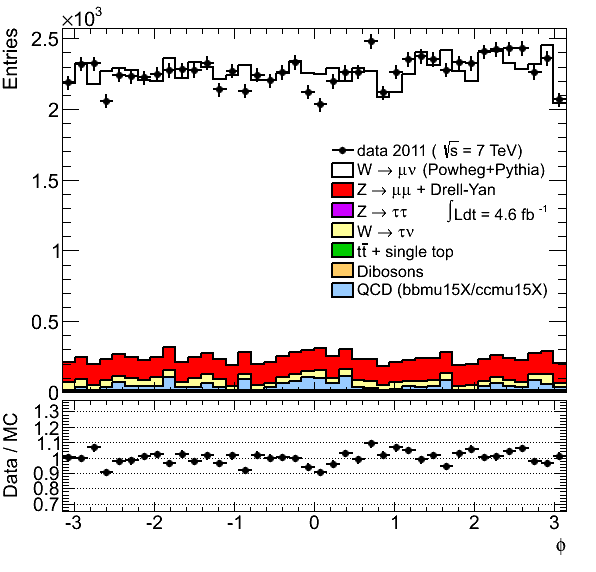 ×10³
Entries
2.5
2
1.5
1
0.5
0
data 2011 ( √s = 7 TeV)
W → μν (Powheg+Pythia)
Z → μμ + Drell-Yan
Z → ττ
∫Ldt = 4.6 fb⁻¹
W → τν
tt̅ + single top
Dibosons
QCD (bbmu15X/ccmu15X)
Data / MC
1.3
1.2
1.1
1
0.9
0.8
0.7
-3 -2 -1 0 1 2 3
ϕ